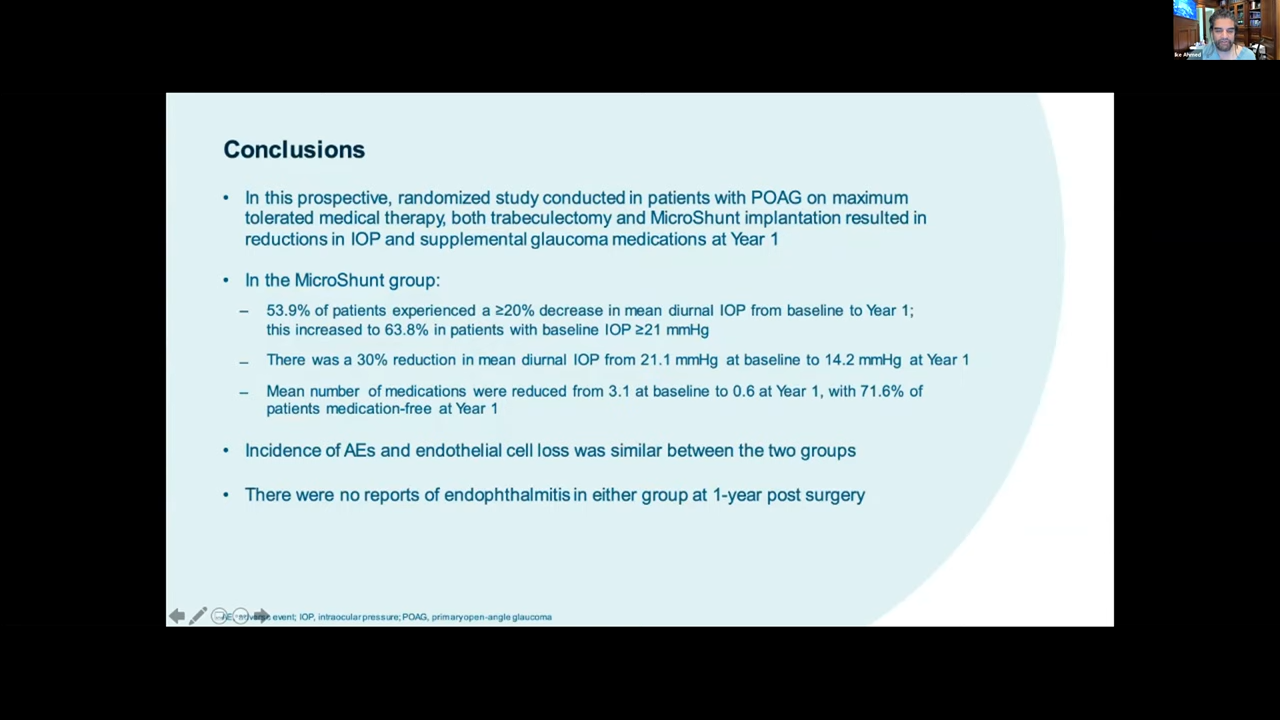 Ike Ahmed
Conclusions
• In this prospective, randomized study conducted in patients with POAG on maximum
tolerated medical therapy, both trabeculectomy and MicroShunt implantation resulted in
reductions in IOP and supplemental glaucoma medications at Year 1
• In the MicroShunt group:
– 53.9% of patients experienced a ≥20% decrease in mean diurnal IOP from baseline to Year 1;
this increased to 63.8% in patients with baseline IOP ≥21 mmHg
– There was a 30% reduction in mean diurnal IOP from 21.1 mmHg at baseline to 14.2 mmHg at Year 1
– Mean number of medications were reduced from 3.1 at baseline to 0.6 at Year 1, with 71.6% of
patients medication-free at Year 1
• Incidence of AEs and endothelial cell loss was similar between the two groups
• There were no reports of endophthalmitis in either group at 1-year post surgery
event; IOP, intraocular pressure; POAG, primary open-angle glaucoma